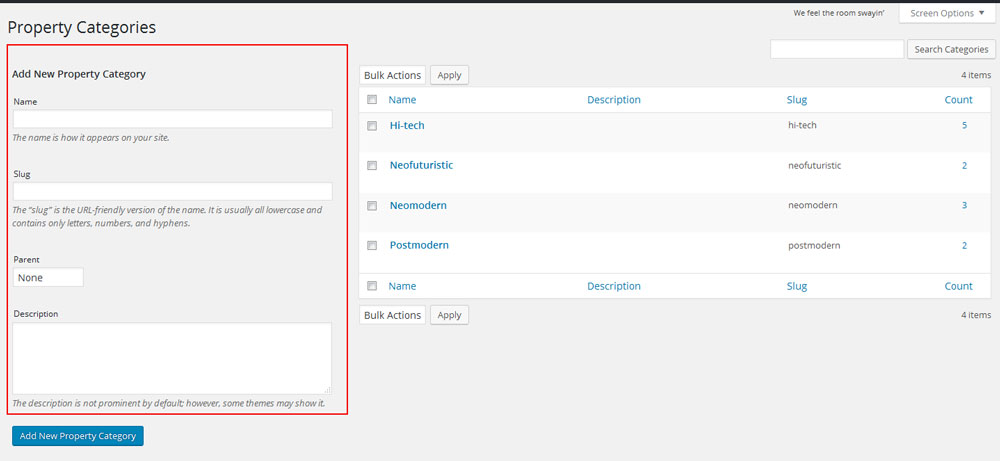 We feel the room swayin'
Screen Options
Property Categories
Search Categories
Add New Property Category
Name
The name is how it appears on your site.
Slug
The "slug" is the URL-friendly version of the name. It is usually all lowercase and
contains only letters, numbers, and hyphens.
Parent
None
Description
The description is not prominent by default; however, some themes may show it.
Add New Property Category
Bulk Actions Apply 4 items
Name Description Slug Count
Hi-tech hi-tech 5
Neofuturistic neofuturistic 2
Neomodern neomodern 3
Postmodern postmodern 2
Name Description Slug Count
Bulk Actions Apply 4 items